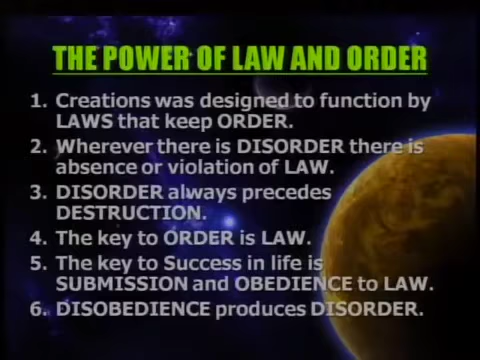 THE POWER OF LAW AND ORDER
1. Creations was designed to function by
LAWS that keep ORDER.
2. Wherever there is DISORDER there is
absence or violation of LAW.
3. DISORDER always precedes
DESTRUCTION.
4. The key to ORDER is LAW.
5. The key to Success in life is
SUBMISSION and OBEDIENCE to LAW.
6. DISOBEDIENCE produces DISORDER.